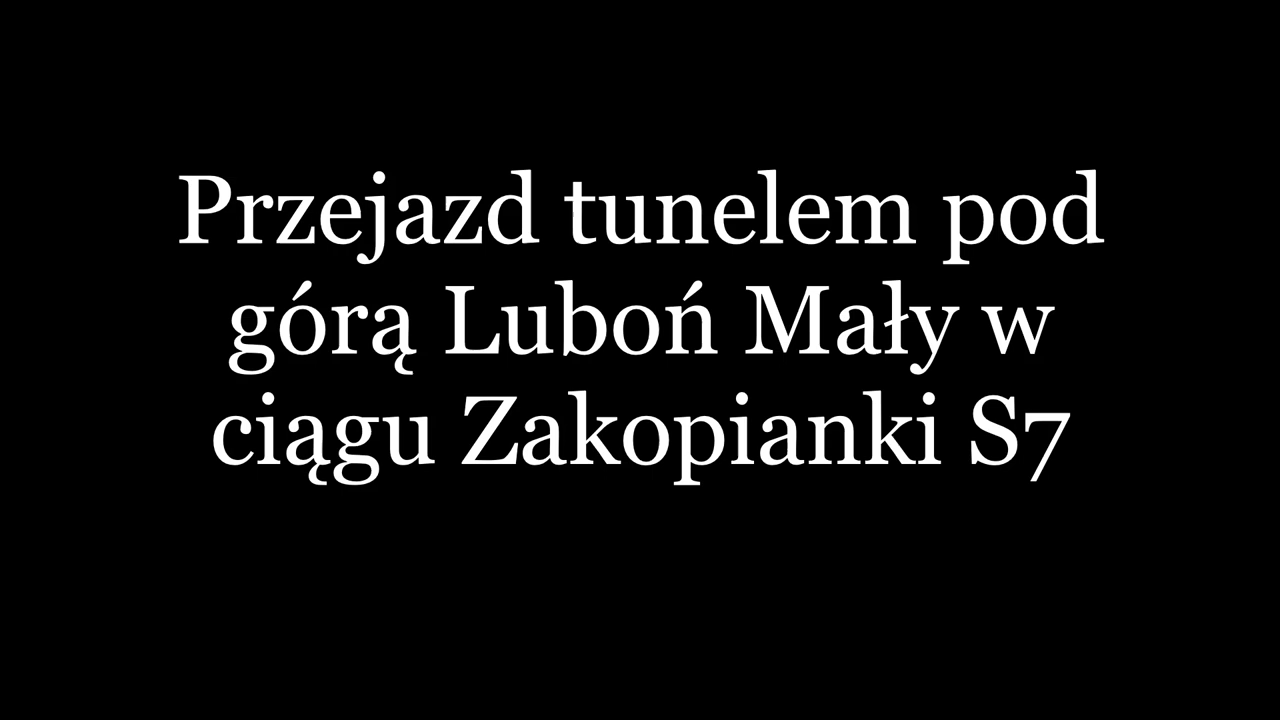 Przejazd tunelem pod
górą Luboń Mały w
ciągu Zakopianki S7